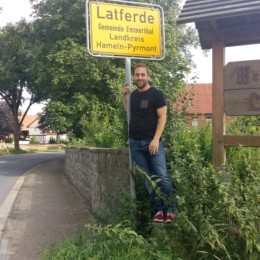 Latferde
Gemeinde Emmerthal
Landkreis
Hameln-Pyrmont